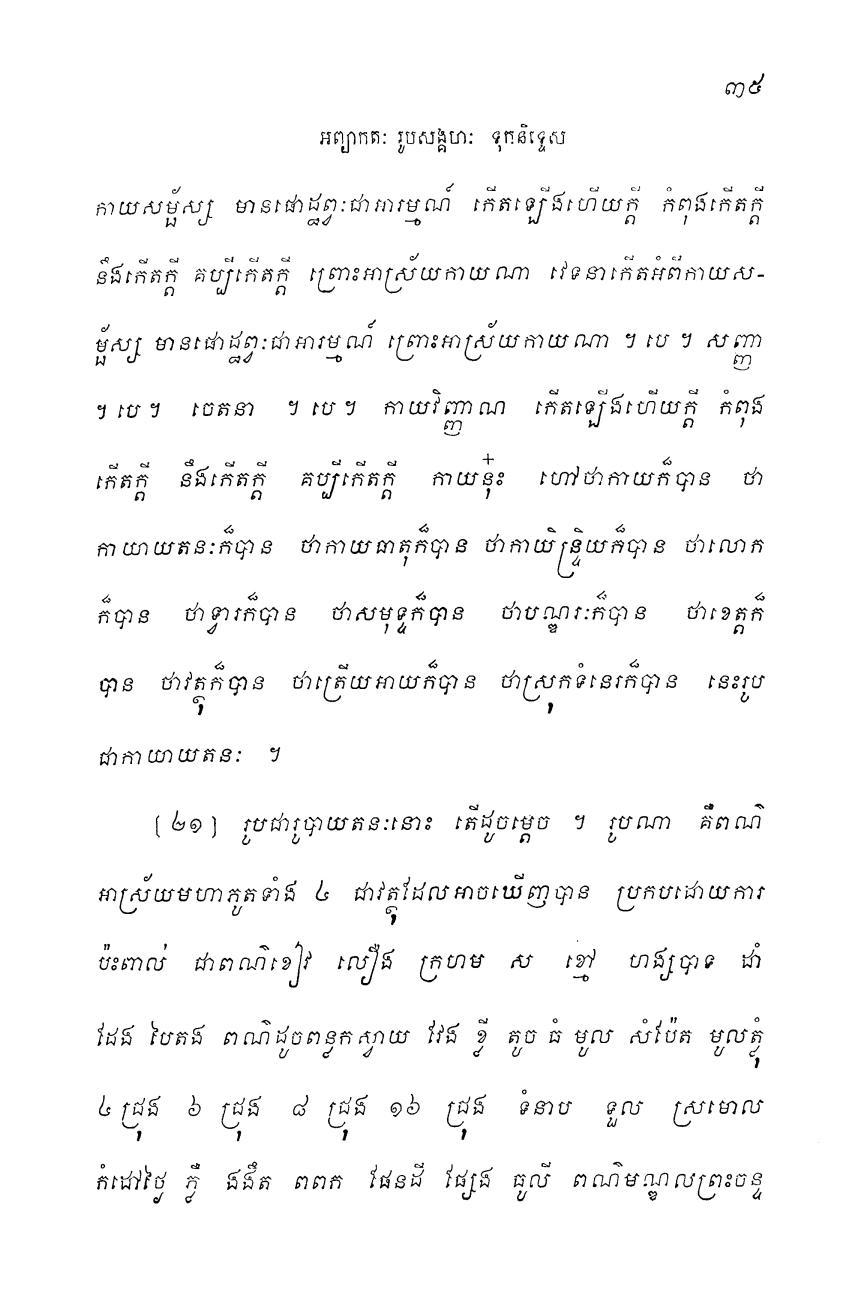 ៣៥
អព្យាកតៈ រូបសង្គហៈ ទុកនិទ្ទេស
កាយសម្ផ័ស្ស មានផោដ្ឋព្វៈជាអារម្មណ៍ កើតឡើងហើយក្តី កំពុងកើតក្តី
នឹងកើតក្តី គប្បីកើតក្តី ព្រោះអាស្រ័យកាយណា វេទនាកើតអំពីកាយស-
ម្ផ័ស្ស មានផោដ្ឋព្វៈជាអារម្មណ៍ ព្រោះអាស្រ័យកាយណា ។ បេ ។ សញ្ញា
។ បេ ។ ចេតនា ។ បេ ។ កាយវិញ្ញាណ កើតឡើងហើយក្តី កំពុង
កើតក្តី នឹងកើតក្តី គប្បីកើតក្តី កាយនុ៎ះ ហៅថាកាយក៏បាន ថា
កាយាយតនៈក៏បាន ថាកាយធាតុក៏បាន ថាកាយិន្ទ្រិយក៏បាន ថាលោក
ក៏បាន ថាទ្វារក៏បាន ថាសមុទ្ទក៏បាន ថាបណ្ឌរៈក៏បាន ថាខេត្តក៏
បាន ថាវត្ថុក៏បាន ថាត្រើយអាយក៏បាន ថាស្រុកទំនេរក៏បាន នេះរូប
ជាកាយាយតនៈ ។
[២១] រូបជារូបាយតនៈនោះ តើដូចម្តេច ។ រូបណា គឺពណ៌
អាស្រ័យមហាភូតទាំង ៤ ជាវត្ថុដែលអាចឃើញបាន ប្រកបដោយការ
ប៉ះពាល់ ជាពណ៌ខៀវ លឿង ក្រហម ស ខ្មៅ ហង្សបាទ ដាំ
ដែង បៃតង ពណ៌ដូចពន្លកស្វាយ វែង ខ្លី តូច ធំ មូល សំប៉ែត មូលទ្រវែង
៤ ជ្រុង ៦ ជ្រុង ៨ ជ្រុង ១៦ ជ្រុង ទំនាប ទួល ស្រមោល
កំដៅថ្ងៃ ភ្លឺ ងងឹត ពពក ផែនដី ផ្សែង ធូលី ពណ៌មណ្ឌលព្រះចន្ទ